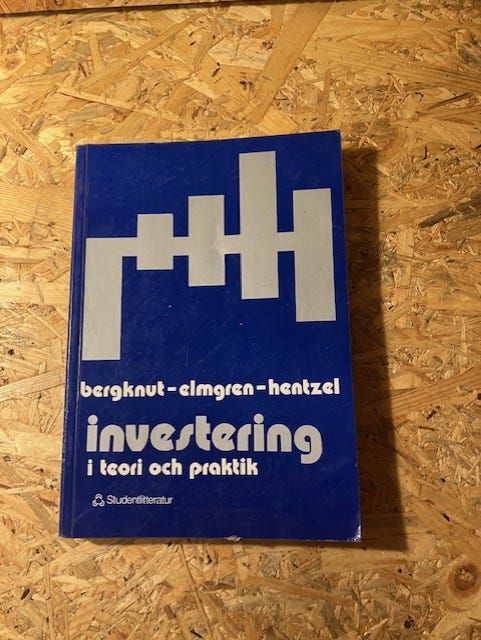 bergknut-elmgren-hentzel
investering
i teori och praktik
Studentlitteratur